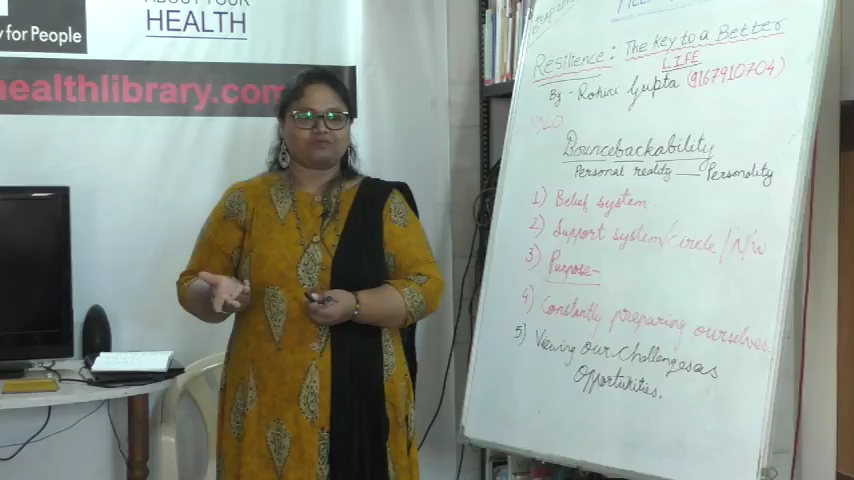 ABOUT YOUR
HEALTH
y for People
healthlibrary.com
Resilience: The key to a Better
LIFE
By - Rohini Gupta (9167910704)
YOLO
Bouncebackability
Personal reality — Personality
1) Belief system.
2) Support system/circle/N/w
3) Purpose-
4) Constantly preparing ourselves.
5) Viewing our challenges as
Opportunities.